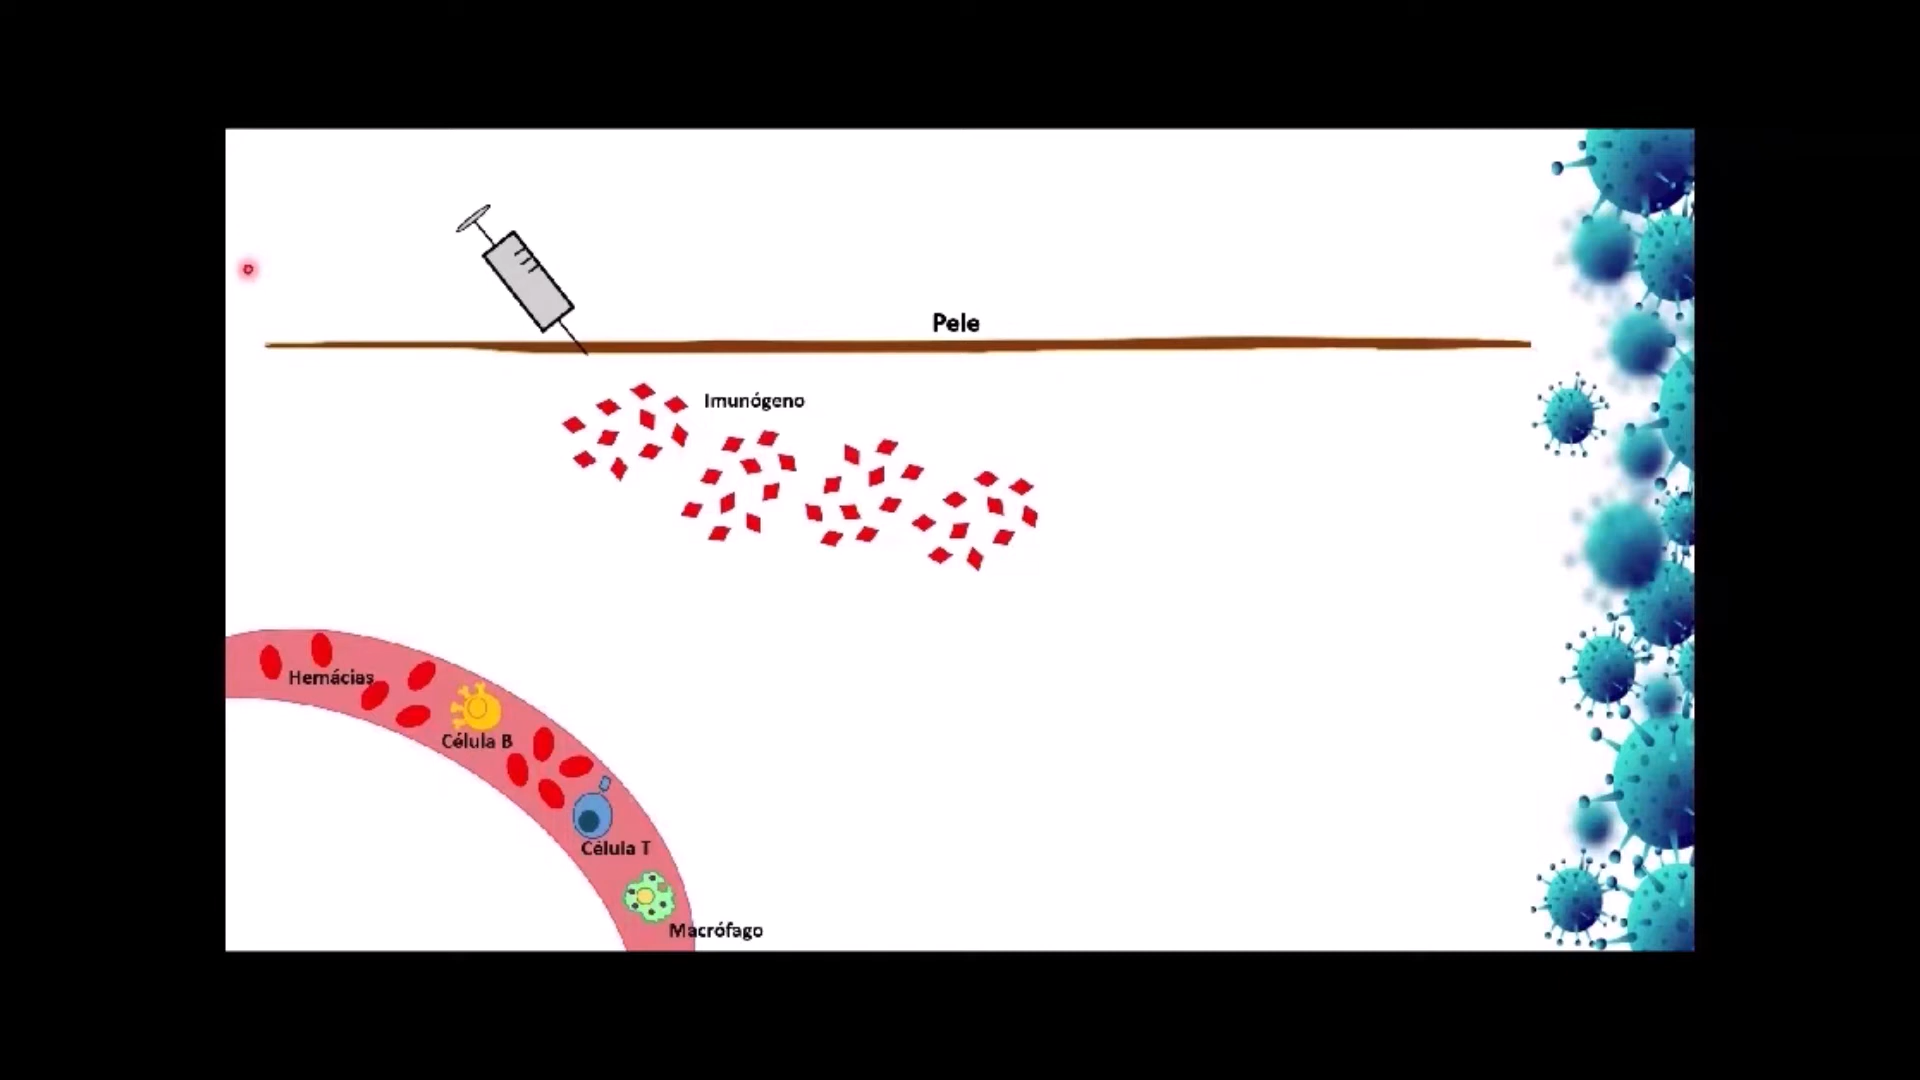 Pele
Imunógeno
Hemácias
Célula B
Célula T
Macrófago